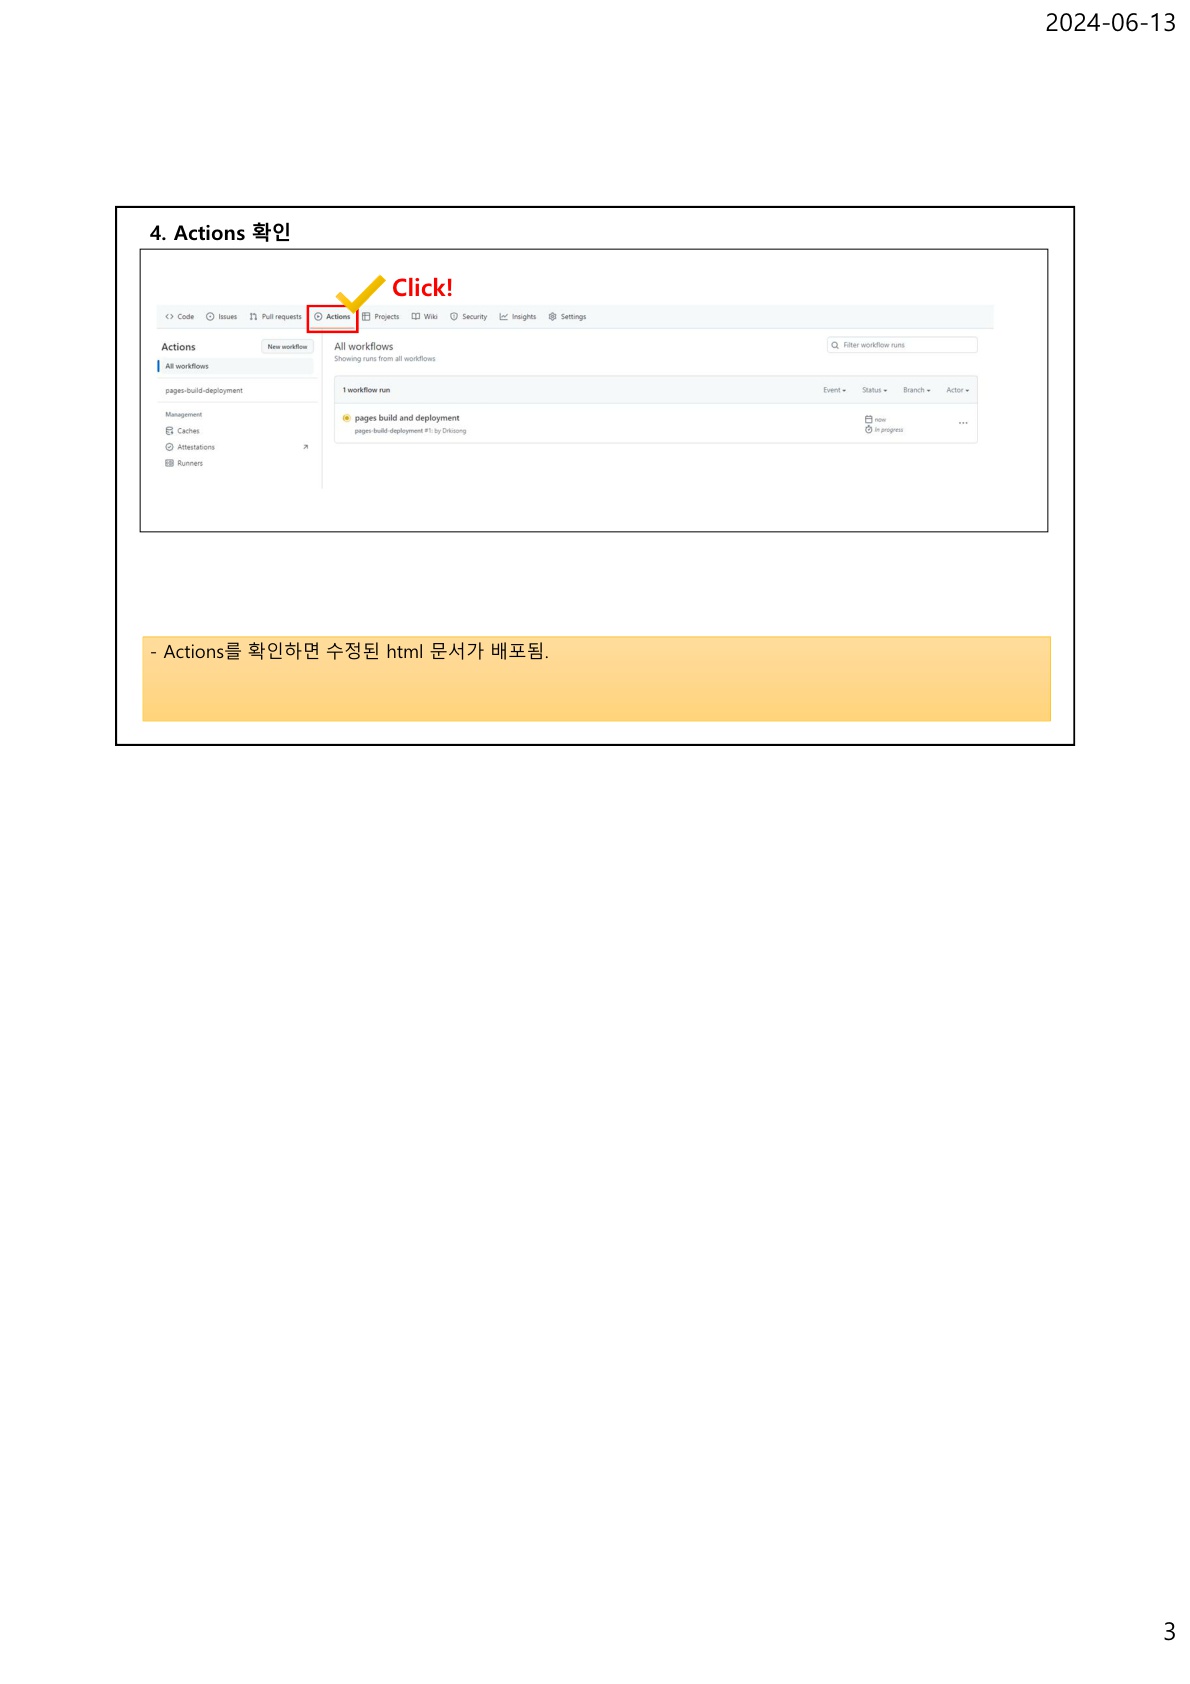 2024-06-13
4. Actions 확인
Click!
Code Issues Pull requests Actions Projects Wiki Security Insights Settings
Actions New workflow
All workflows
pages-build-deployment
Management
Caches
Attestations
Runners
All workflows
Showing runs from all workflows
Filter workflow runs
1 workflow run Event Status Branch Actor
pages build and deployment
pages-build-deployment #1: by Drkisong
now
In progress
- Actions를 확인하면 수정된 html 문서가 배포됨.
3